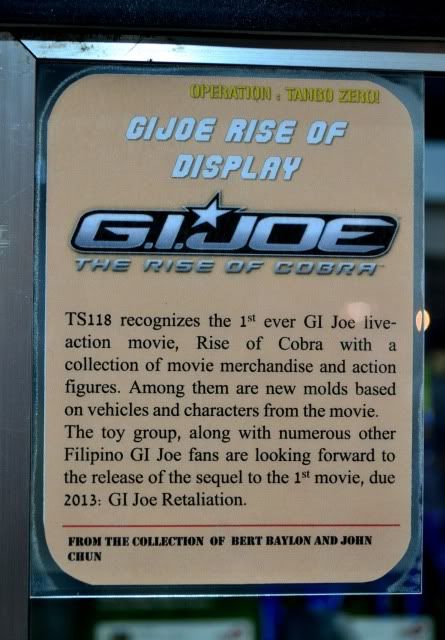 OPERATION : TANGO ZERO!
GIJOE RISE OF
DISPLAY
G.I.JOE
THE RISE OF COBRA
TS118 recognizes the 1st ever GI Joe live-
action movie, Rise of Cobra with a
collection of movie merchandise and action
figures. Among them are new molds based
on vehicles and characters from the movie.
The toy group, along with numerous other
Filipino GI Joe fans are looking forward to
the release of the sequel to the 1st movie, due
2013: GI Joe Retaliation.
FROM THE COLLECTION OF BERT BAYLON AND JOHN
CHUN